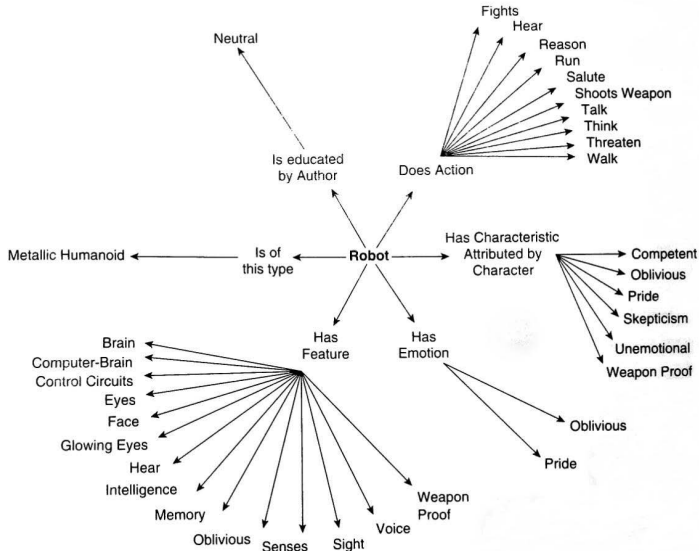 Fights
Hear
Reason
Run
Salute
Shoots Weapon
Talk
Think
Threaten
Walk
Neutral
Is educated
by Author
Does Action
Metallic Humanoid
Is of
this type
Robot
Has Characteristic
Attributed by
Character
Competent
Oblivious
Pride
Skepticism
Unemotional
Weapon Proof
Has
Feature
Has
Emotion
Brain
Computer-Brain
Control Circuits
Eyes
Face
Glowing Eyes
Hear
Intelligence
Memory
Oblivious
Senses
Sight
Voice
Weapon
Proof
Oblivious
Pride